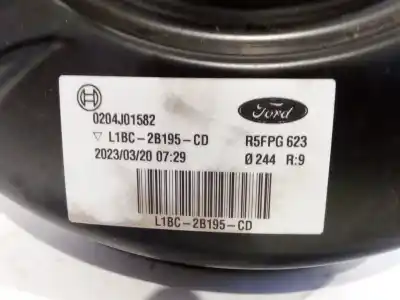 Ford
0204J01582
▽ L1BC-2B195-CD R5FPG 623
2023/03/20 07:29 Ø 244 R:9
L1BC-2B195-CD